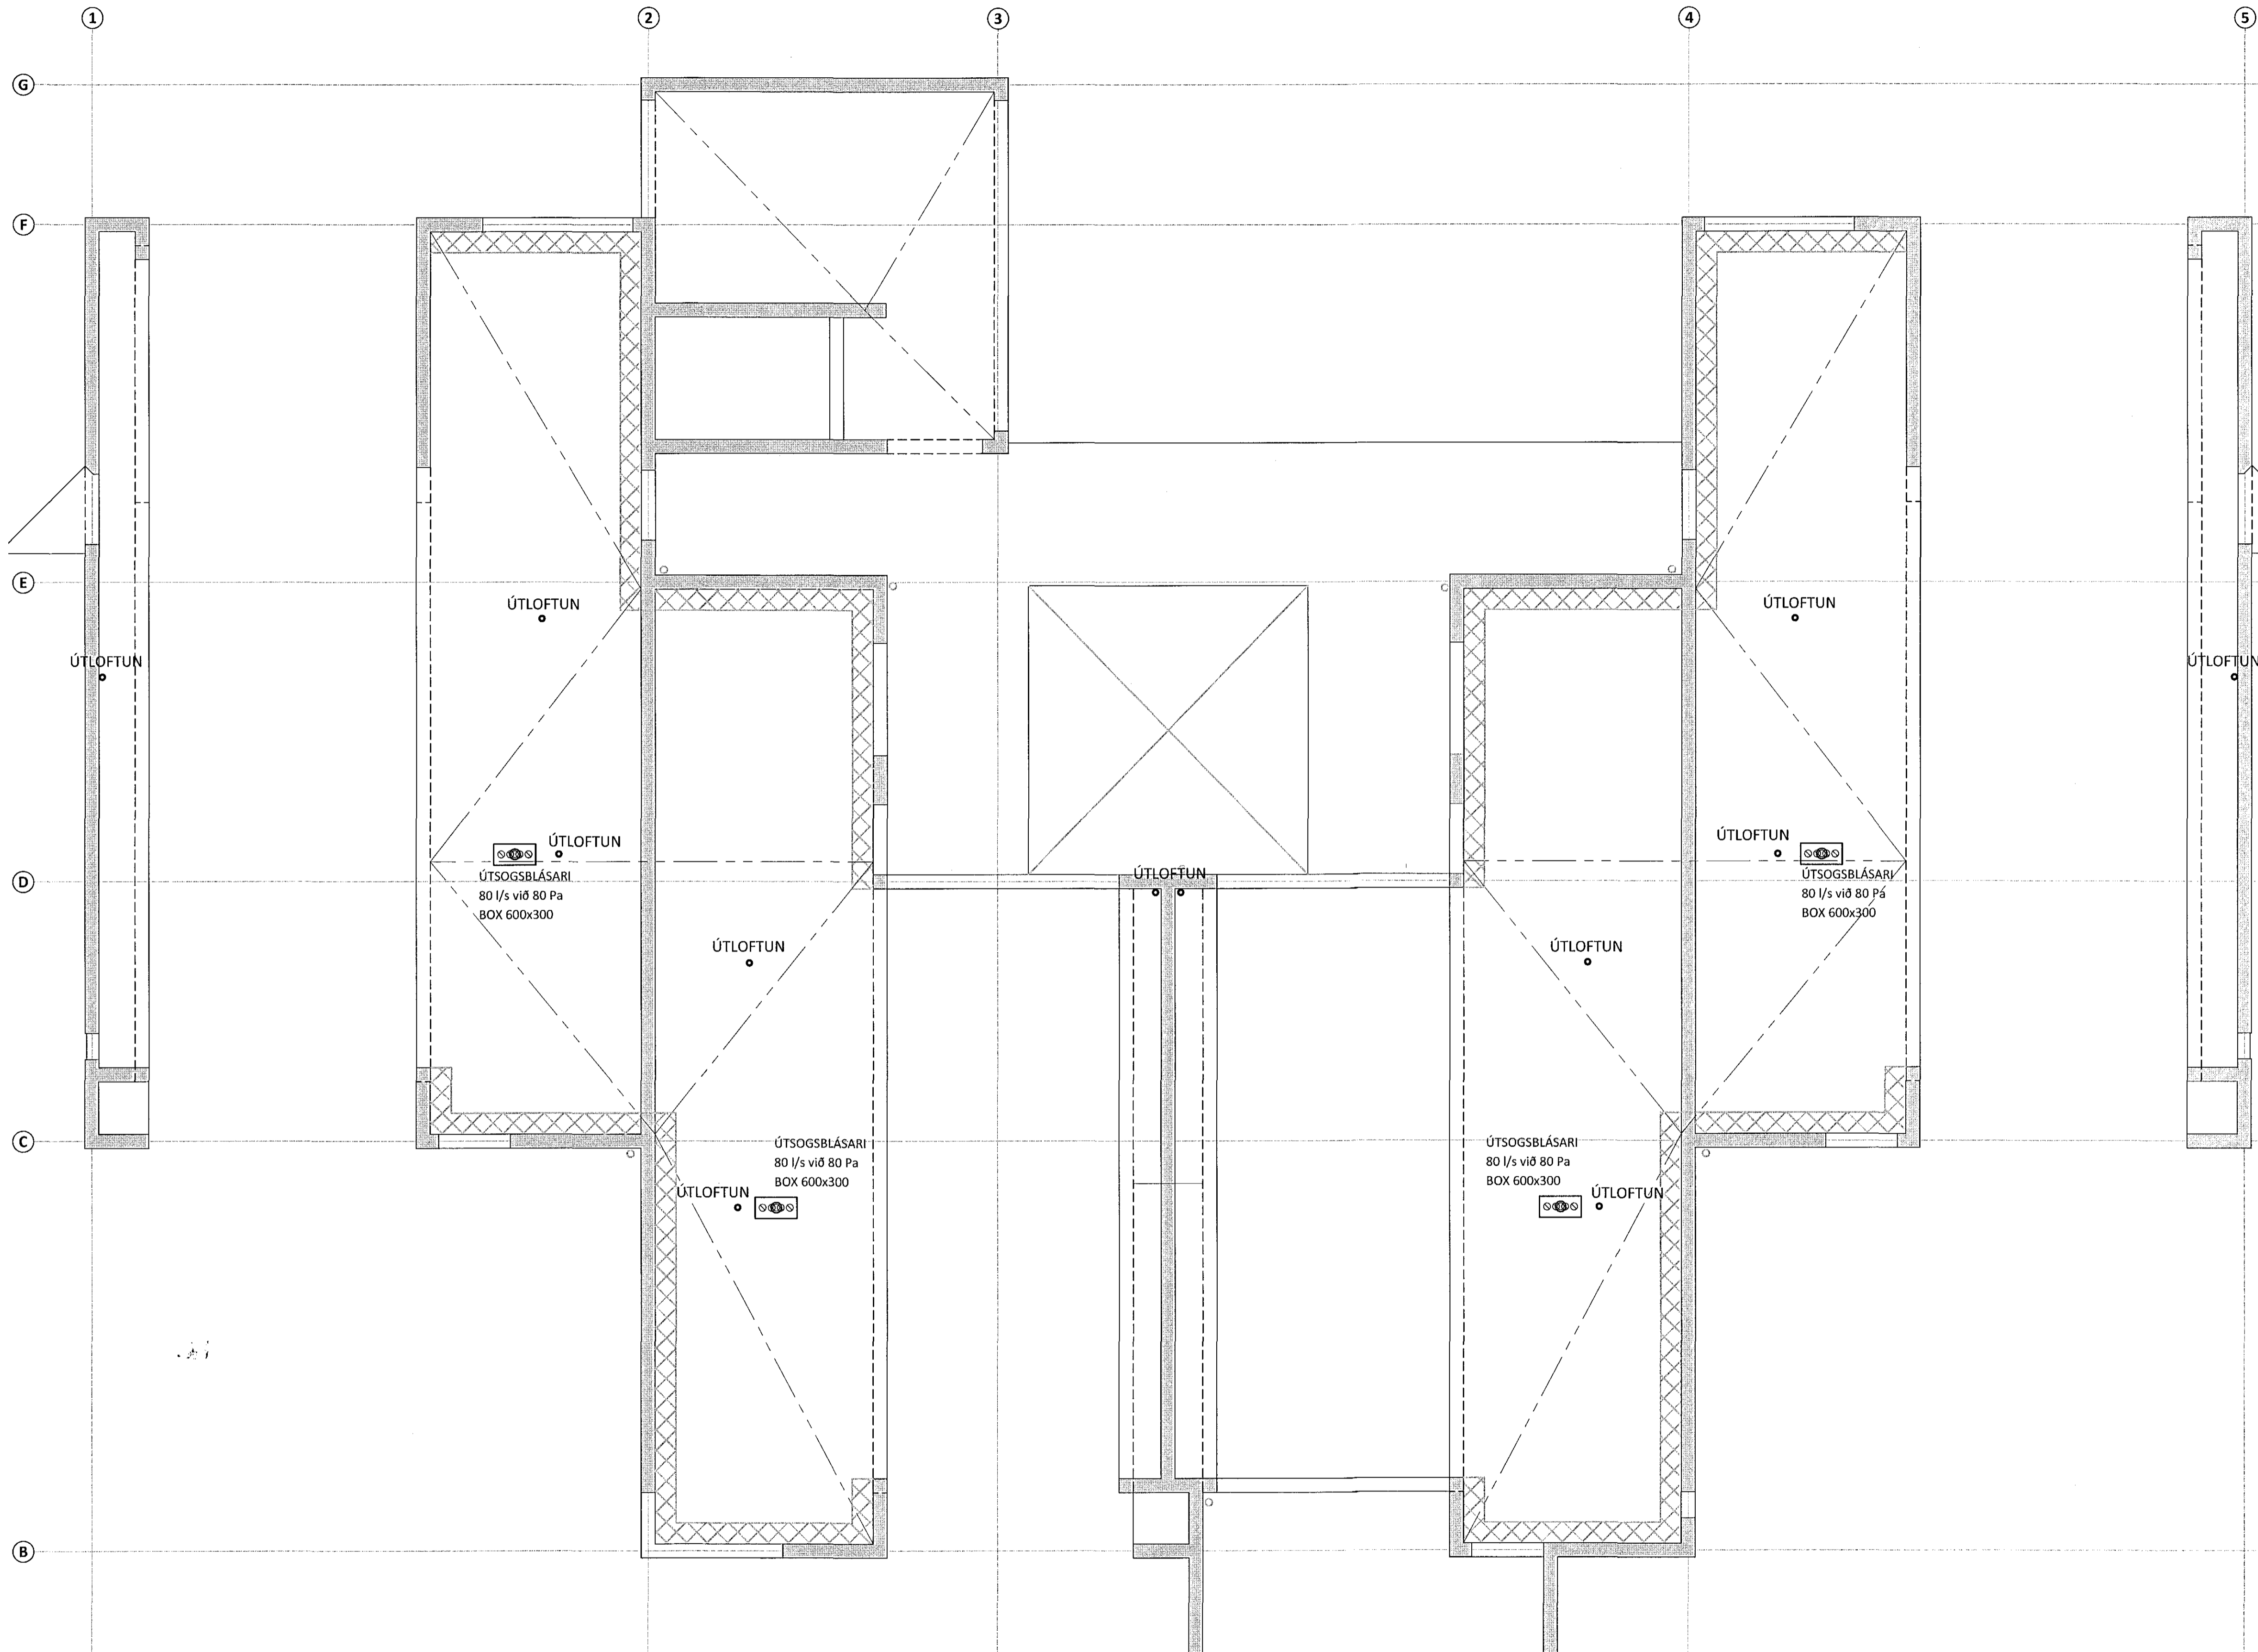 1 2 3 4 5
G
F
E
ÚTLOFTUN
ÚTLOFTUN
ÚTLOFTUN
ÚTLOFTUN
ÚTLOFTUN
ÚTSOGSBLÁSARI
80 l/s við 80 Pa
BOX 600x300
ÚTLOFTUN
ÚTSOGSBLÁSARI
80 l/s við 80 Pa
BOX 600x300
D
ÚTLOFTUN
ÚTLOFTUN
ÚTLOFTUN
C
ÚTSOGSBLÁSARI
80 l/s við 80 Pa
BOX 600x300
ÚTLOFTUN
ÚTSOGSBLÁSARI
80 l/s við 80 Pa
BOX 600x300
ÚTLOFTUN
B